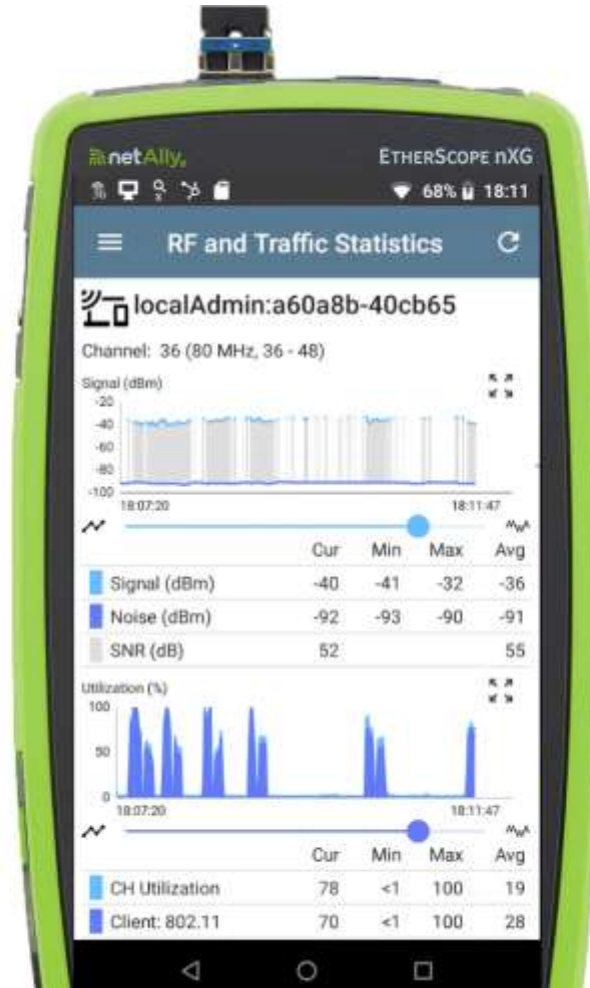 netAlly
ETHERSCOPE nXG
68% 18:11
RF and Traffic Statistics
localAdmin:a60a8b-40cb65
Channel: 36 (80 MHz, 36 - 48)
Signal (dBm)
-20
-40
-60
-80
-100
18:07:20 18:11:47
Cur Min Max Avg
Signal (dBm) -40 -41 -32 -36
Noise (dBm) -92 -93 -90 -91
SNR (dB) 52 55
Utilization (%)
100
50
0
18:07:20 18:11:47
Cur Min Max Avg
CH Utilization 78 <1 100 19
Client: 802.11 70 <1 100 28